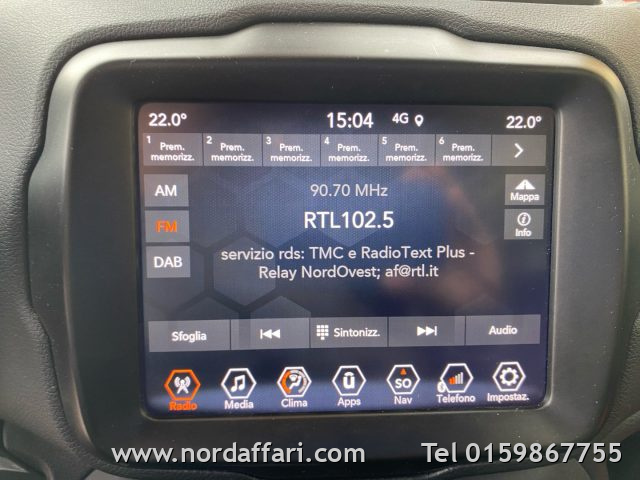 22.0° 15:04 4G 22.0°
1 Prem. memorizz. 2 Prem. memorizz. 3 Prem. memorizz. 4 Prem. memorizz. 5 Prem. memorizz. 6 Prem. memorizz.
AM 90.70 MHz Mappa
FM RTL102.5 Info
DAB servizio rds: TMC e RadioText Plus -
Relay NordOvest; af@rtl.it
Sfoglia Sintonizz. Audio
SO
Radio Media Clima Apps Nav Telefono Impostaz.
www.nordaffari.com Tel 0159867755